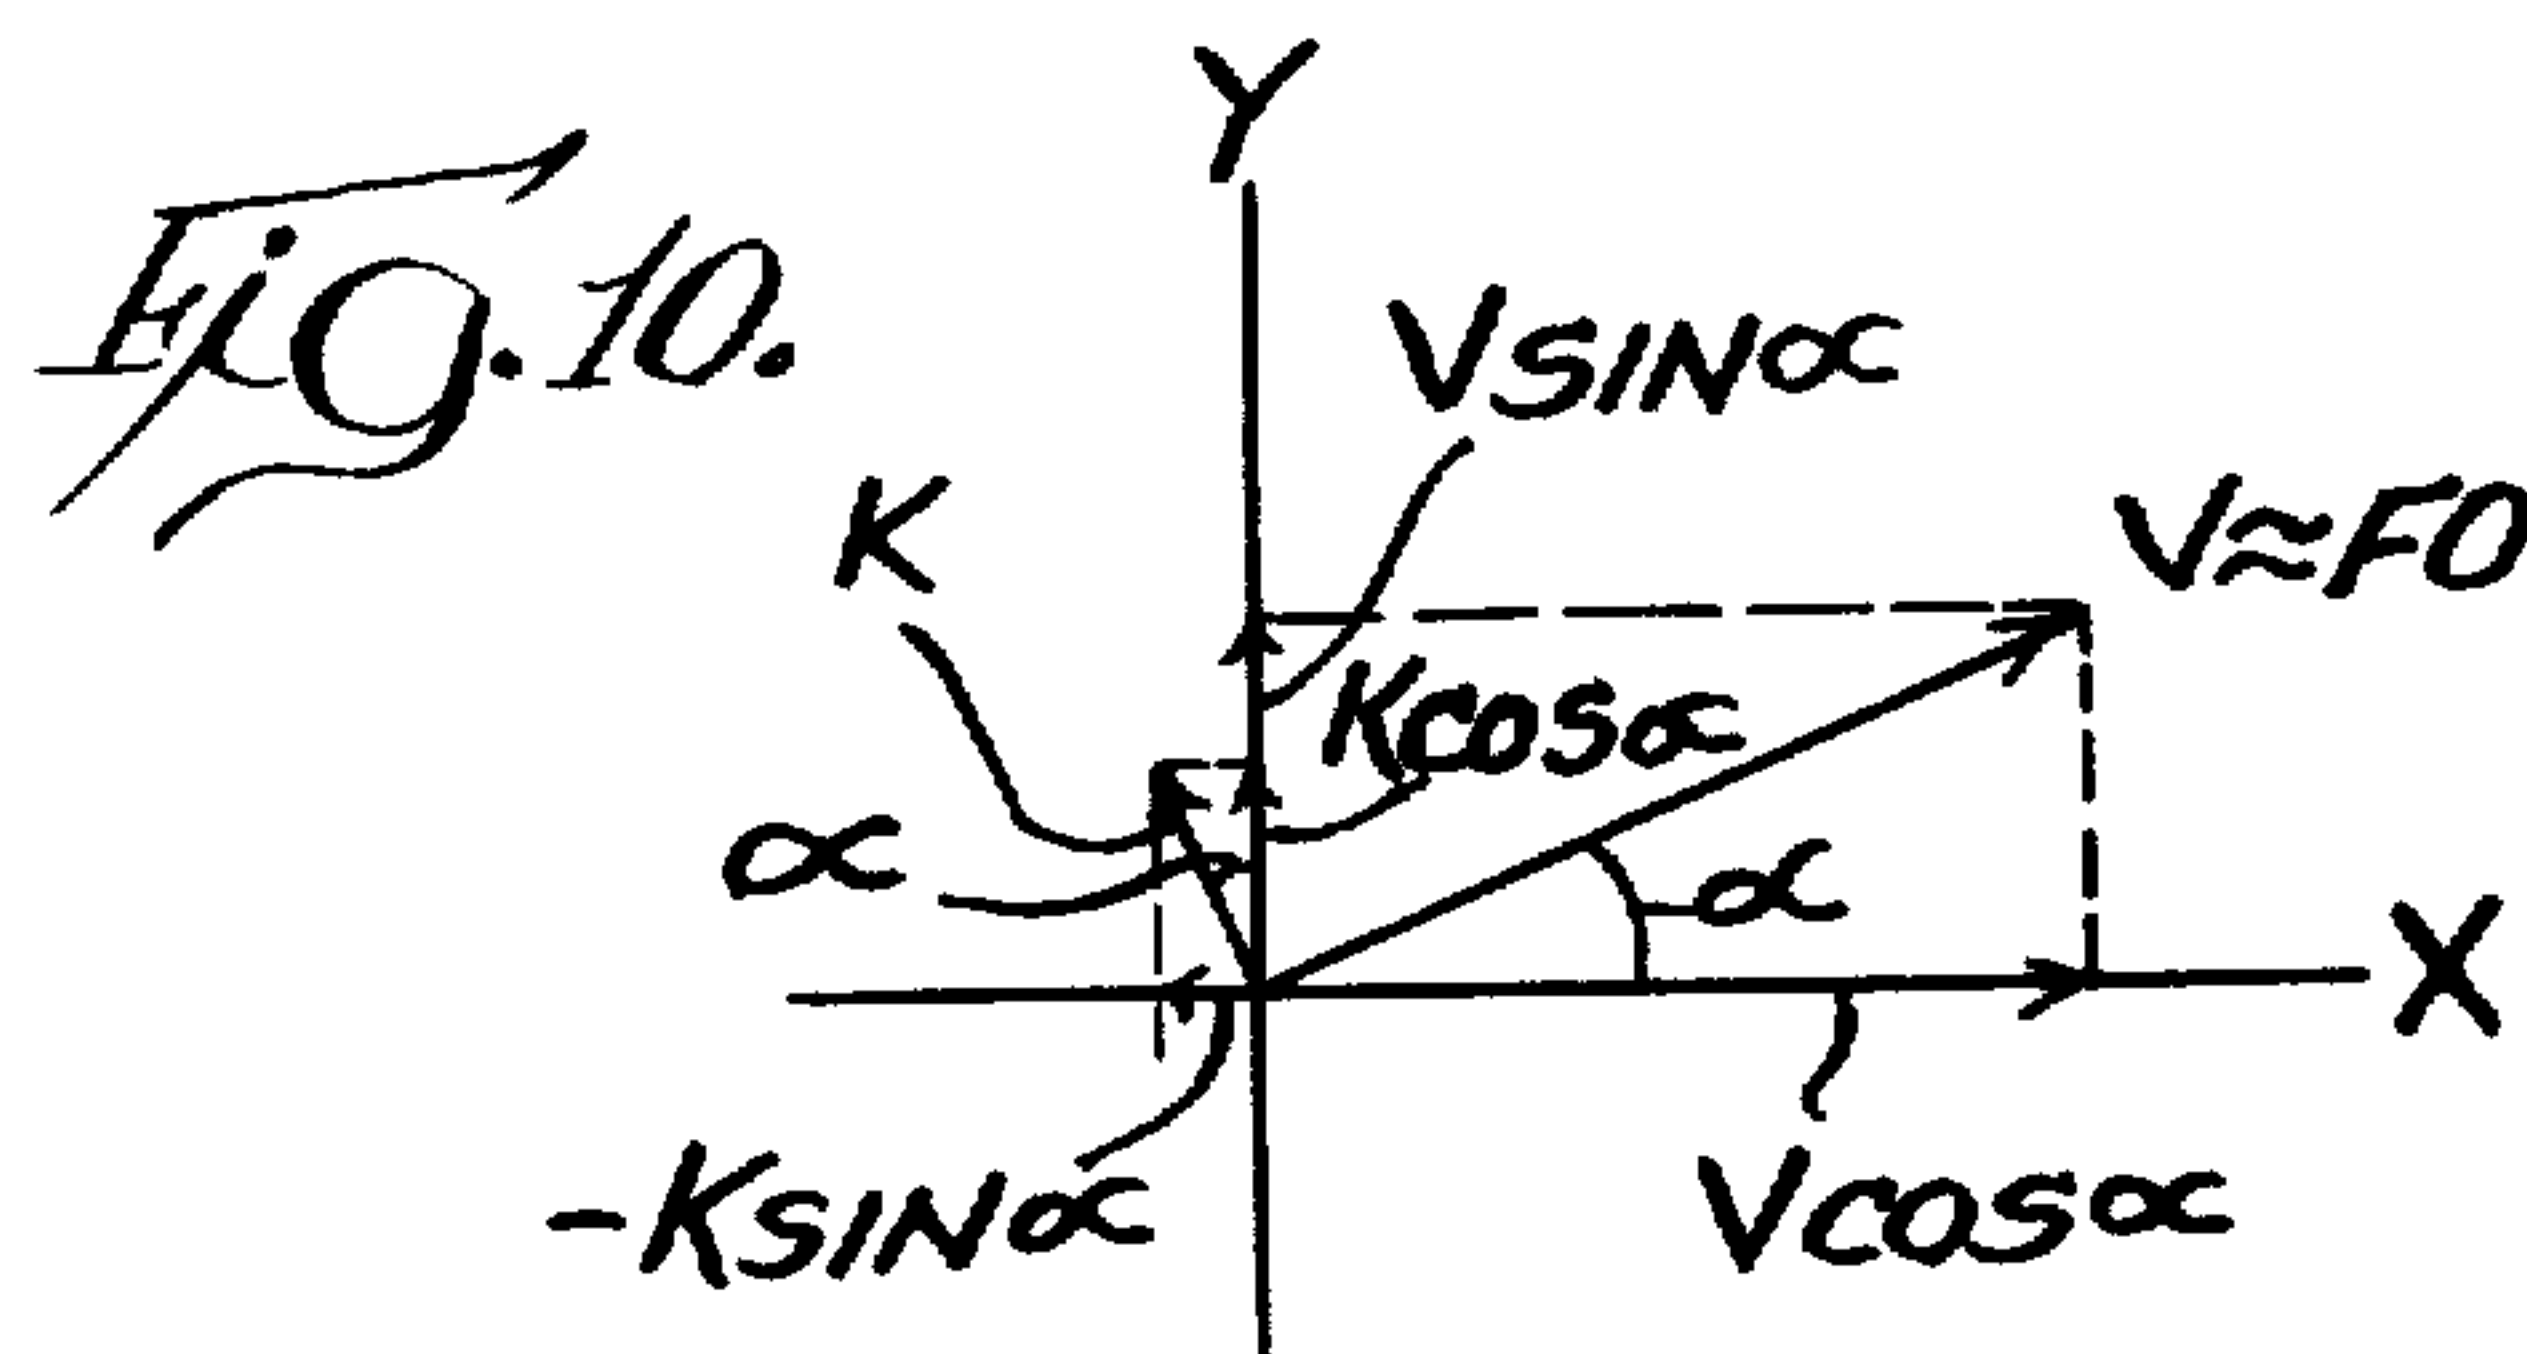 Fig. 10.
Y
VSINα
K
V≈FO
KCOSα
α
α
X
-KSINα
VCOSα